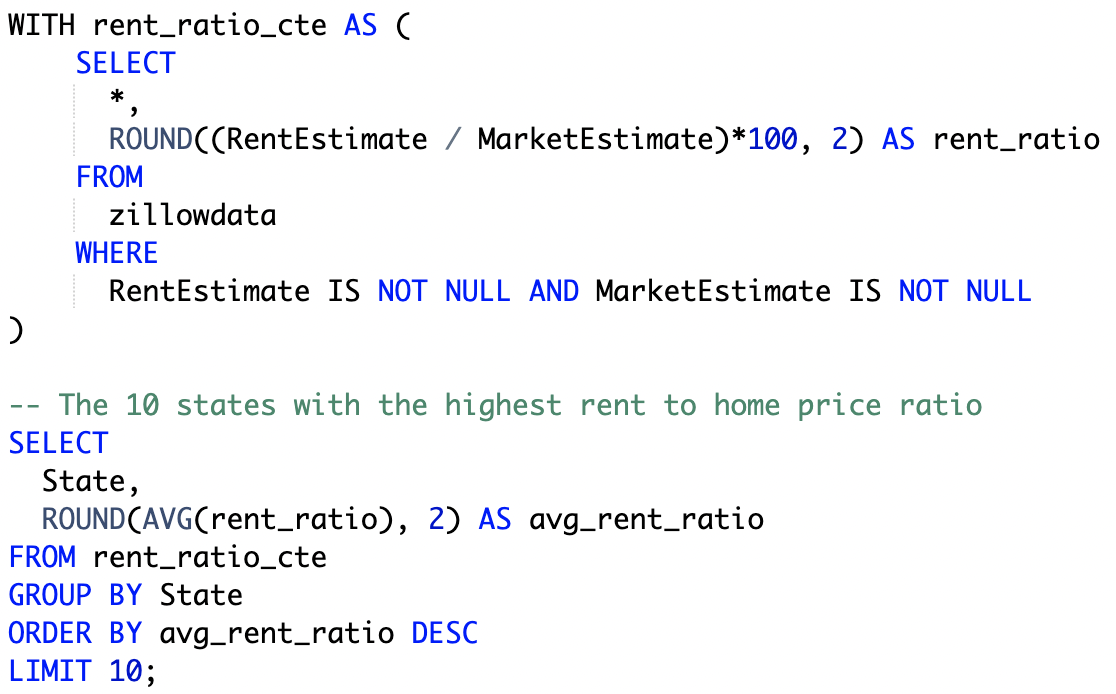 WITH rent_ratio_cte AS (
    SELECT
      *,
      ROUND((RentEstimate / MarketEstimate)*100, 2) AS rent_ratio
    FROM
      zillowdata
    WHERE
      RentEstimate IS NOT NULL AND MarketEstimate IS NOT NULL
)

-- The 10 states with the highest rent to home price ratio
SELECT
  State,
  ROUND(AVG(rent_ratio), 2) AS avg_rent_ratio
FROM rent_ratio_cte
GROUP BY State
ORDER BY avg_rent_ratio DESC
LIMIT 10;